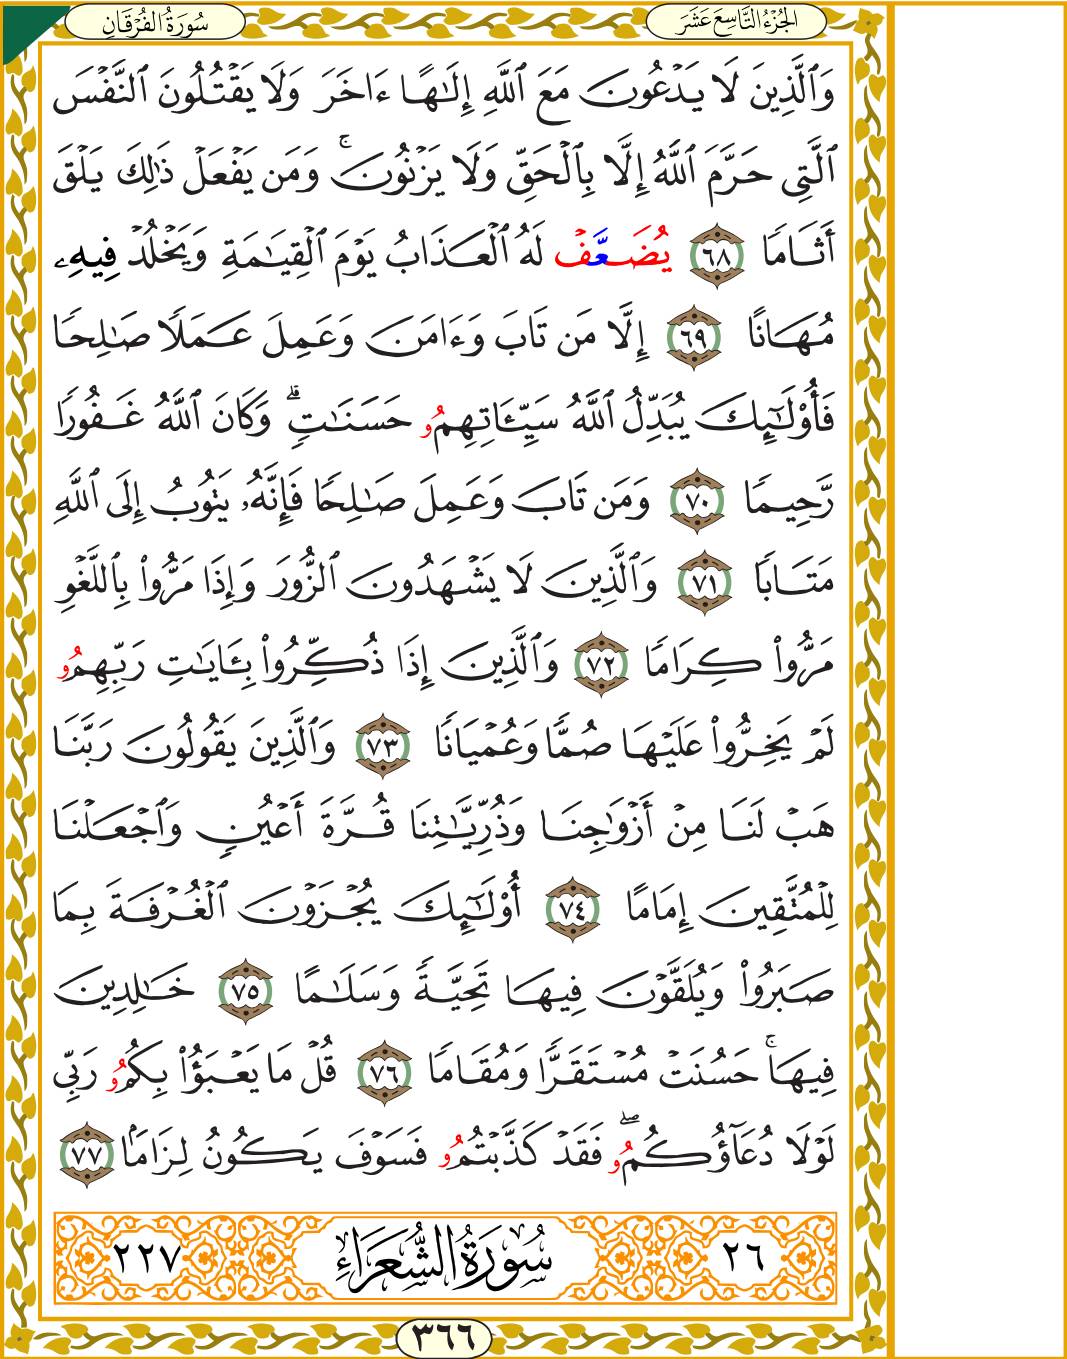 الجُزْءُ التَّاسِعَ عَشَرَ
سُورَةُ الفُرْقَانِ
وَٱلَّذِينَ لَا يَدْعُونَ مَعَ ٱللَّهِ إِلَٰهًا ءَاخَرَ وَلَا يَقْتُلُونَ ٱلنَّفْسَ
ٱلَّتِي حَرَّمَ ٱللَّهُ إِلَّا بِٱلْحَقِّ وَلَا يَزْنُونَۚ وَمَن يَفْعَلْ ذَٰلِكَ يَلْقَ
أَثَامًا ٦٨ يُضَعَّفْ لَهُ ٱلْعَذَابُ يَوْمَ ٱلْقِيَٰمَةِ وَيَخْلُدْ فِيهِۦ
مُهَانًا ٦٩ إِلَّا مَن تَابَ وَءَامَنَ وَعَمِلَ عَمَلًا صَٰلِحًا
فَأُوْلَٰٓئِكَ يُبَدِّلُ ٱللَّهُ سَيِّـَٔاتِهِمُۥ حَسَنَٰتٍۗ وَكَانَ ٱللَّهُ غَفُورًا
رَّحِيمًا ٧٠ وَمَن تَابَ وَعَمِلَ صَٰلِحًا فَإِنَّهُۥ يَتُوبُ إِلَى ٱللَّهِ
مَتَابًا ٧١ وَٱلَّذِينَ لَا يَشْهَدُونَ ٱلزُّورَ وَإِذَا مَرُّواْ بِٱللَّغْوِ
مَرُّواْ كِرَامًا ٧٢ وَٱلَّذِينَ إِذَا ذُكِّرُواْ بِـَٔايَٰتِ رَبِّهِمُۥ
لَمْ يَخِرُّواْ عَلَيْهَا صُمًّا وَعُمْيَانًا ٧٣ وَٱلَّذِينَ يَقُولُونَ رَبَّنَا
هَبْ لَنَا مِنْ أَزْوَٰجِنَا وَذُرِّيَّٰتِنَا قُرَّةَ أَعْيُنٍ وَٱجْعَلْنَا
لِلْمُتَّقِينَ إِمَامًا ٧٤ أُوْلَٰٓئِكَ يُجْزَوْنَ ٱلْغُرْفَةَ بِمَا
صَبَرُواْ وَيُلَقَّوْنَ فِيهَا تَحِيَّةً وَسَلَٰمًا ٧٥ خَٰلِدِينَ
فِيهَاۚ حَسُنَتْ مُسْتَقَرًّا وَمُقَامًا ٧٦ قُلْ مَا يَعْبَؤُاْ بِكُمُۥ رَبِّي
لَوْلَا دُعَآؤُكُمُۥۖ فَقَدْ كَذَّبْتُمُۥ فَسَوْفَ يَكُونُ لِزَامًۢا ٧٧
٢٦ سُورَةُ الشُّعَرَاءِ ٢٢٧
٣٦٦